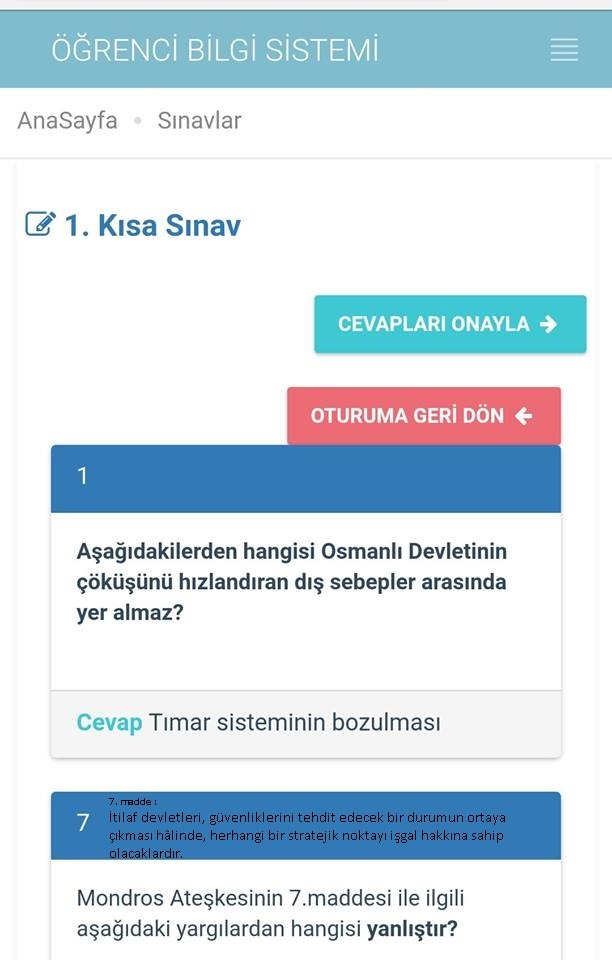 ÖĞRENCİ BİLGİ SİSTEMİ
AnaSayfa • Sınavlar
1. Kısa Sınav
CEVAPLARI ONAYLA →
OTURUMA GERİ DÖN ←
1
Aşağıdakilerden hangisi Osmanlı Devletinin
çöküşünü hızlandıran dış sebepler arasında
yer almaz?
Cevap Tımar sisteminin bozulması
7. madde :
7 İtilaf devletleri, güvenliklerini tehdit edecek bir durumun ortaya
çıkması hâlinde, herhangi bir stratejik noktayı işgal hakkına sahip
olacaklardır.
Mondros Ateşkesinin 7.maddesi ile ilgili
aşağıdaki yargılardan hangisi yanlıştır?